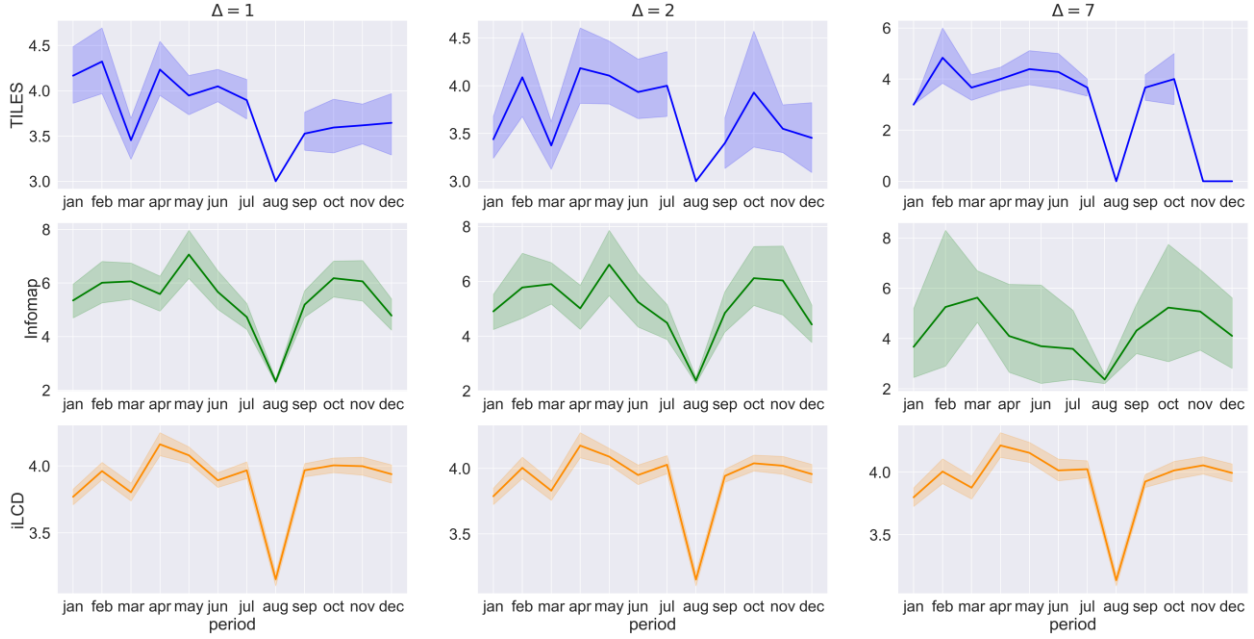 Δ = 1
Δ = 2
Δ = 7
TILES
4.5
4.0
3.5
3.0
jan feb mar apr may jun jul aug sep oct nov dec
4.5
4.0
3.5
3.0
jan feb mar apr may jun jul aug sep oct nov dec
6
4
2
0
jan feb mar apr may jun jul aug sep oct nov dec
Infomap
8
6
4
2
jan feb mar apr may jun jul aug sep oct nov dec
8
6
4
2
jan feb mar apr may jun jul aug sep oct nov dec
8
6
4
2
jan feb mar apr jun jul aug sep oct nov dec
iLCD
4.0
3.5
jan feb mar apr may jun jul aug sep oct nov dec
period
4.0
3.5
jan feb mar apr may jun jul aug sep oct nov dec
period
4.0
3.5
jan feb mar apr may jun jul aug sep oct nov dec
period